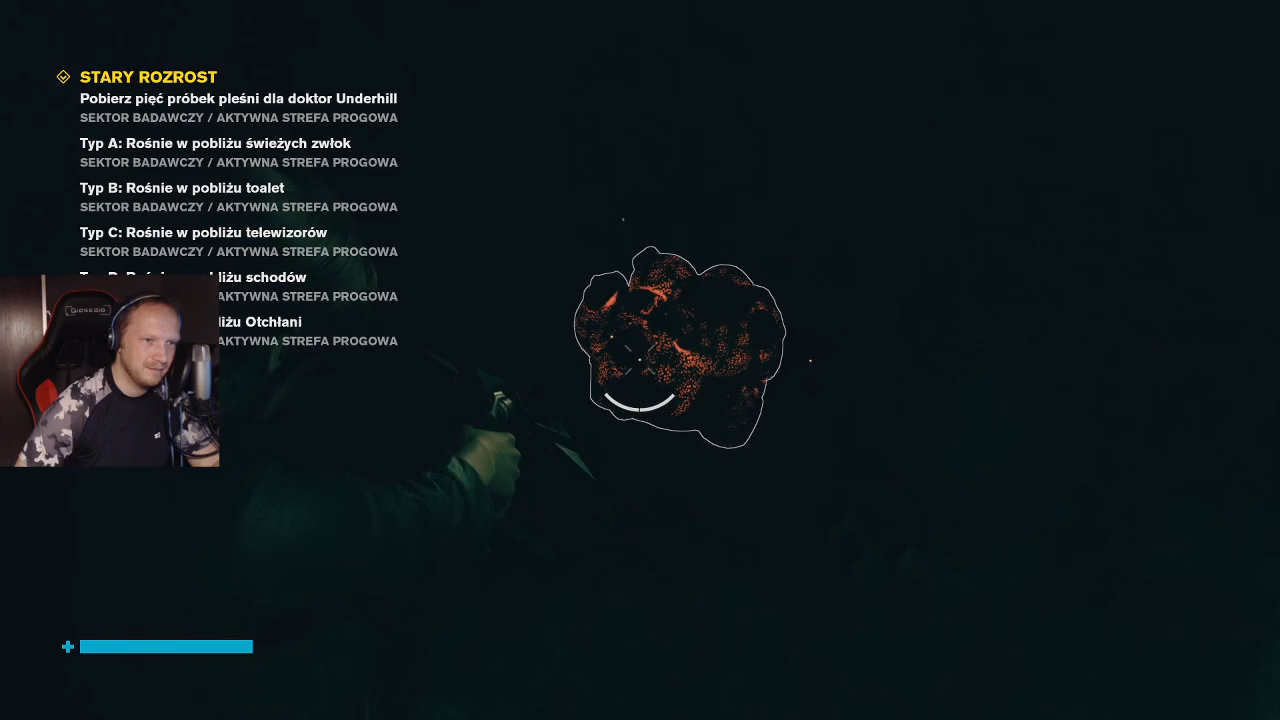 STARY ROZROST
Pobierz pięć próbek pleśni dla doktor Underhill
SEKTOR BADAWCZY / AKTYWNA STREFA PROGOWA
Typ A: Rośnie w pobliżu świeżych zwłok
SEKTOR BADAWCZY / AKTYWNA STREFA PROGOWA
Typ B: Rośnie w pobliżu toalet
SEKTOR BADAWCZY / AKTYWNA STREFA PROGOWA
Typ C: Rośnie w pobliżu telewizorów
SEKTOR BADAWCZY / AKTYWNA STREFA PROGOWA
schodów
AKTYWNA STREFA PROGOWA
Otchłani
AKTYWNA STREFA PROGOWA